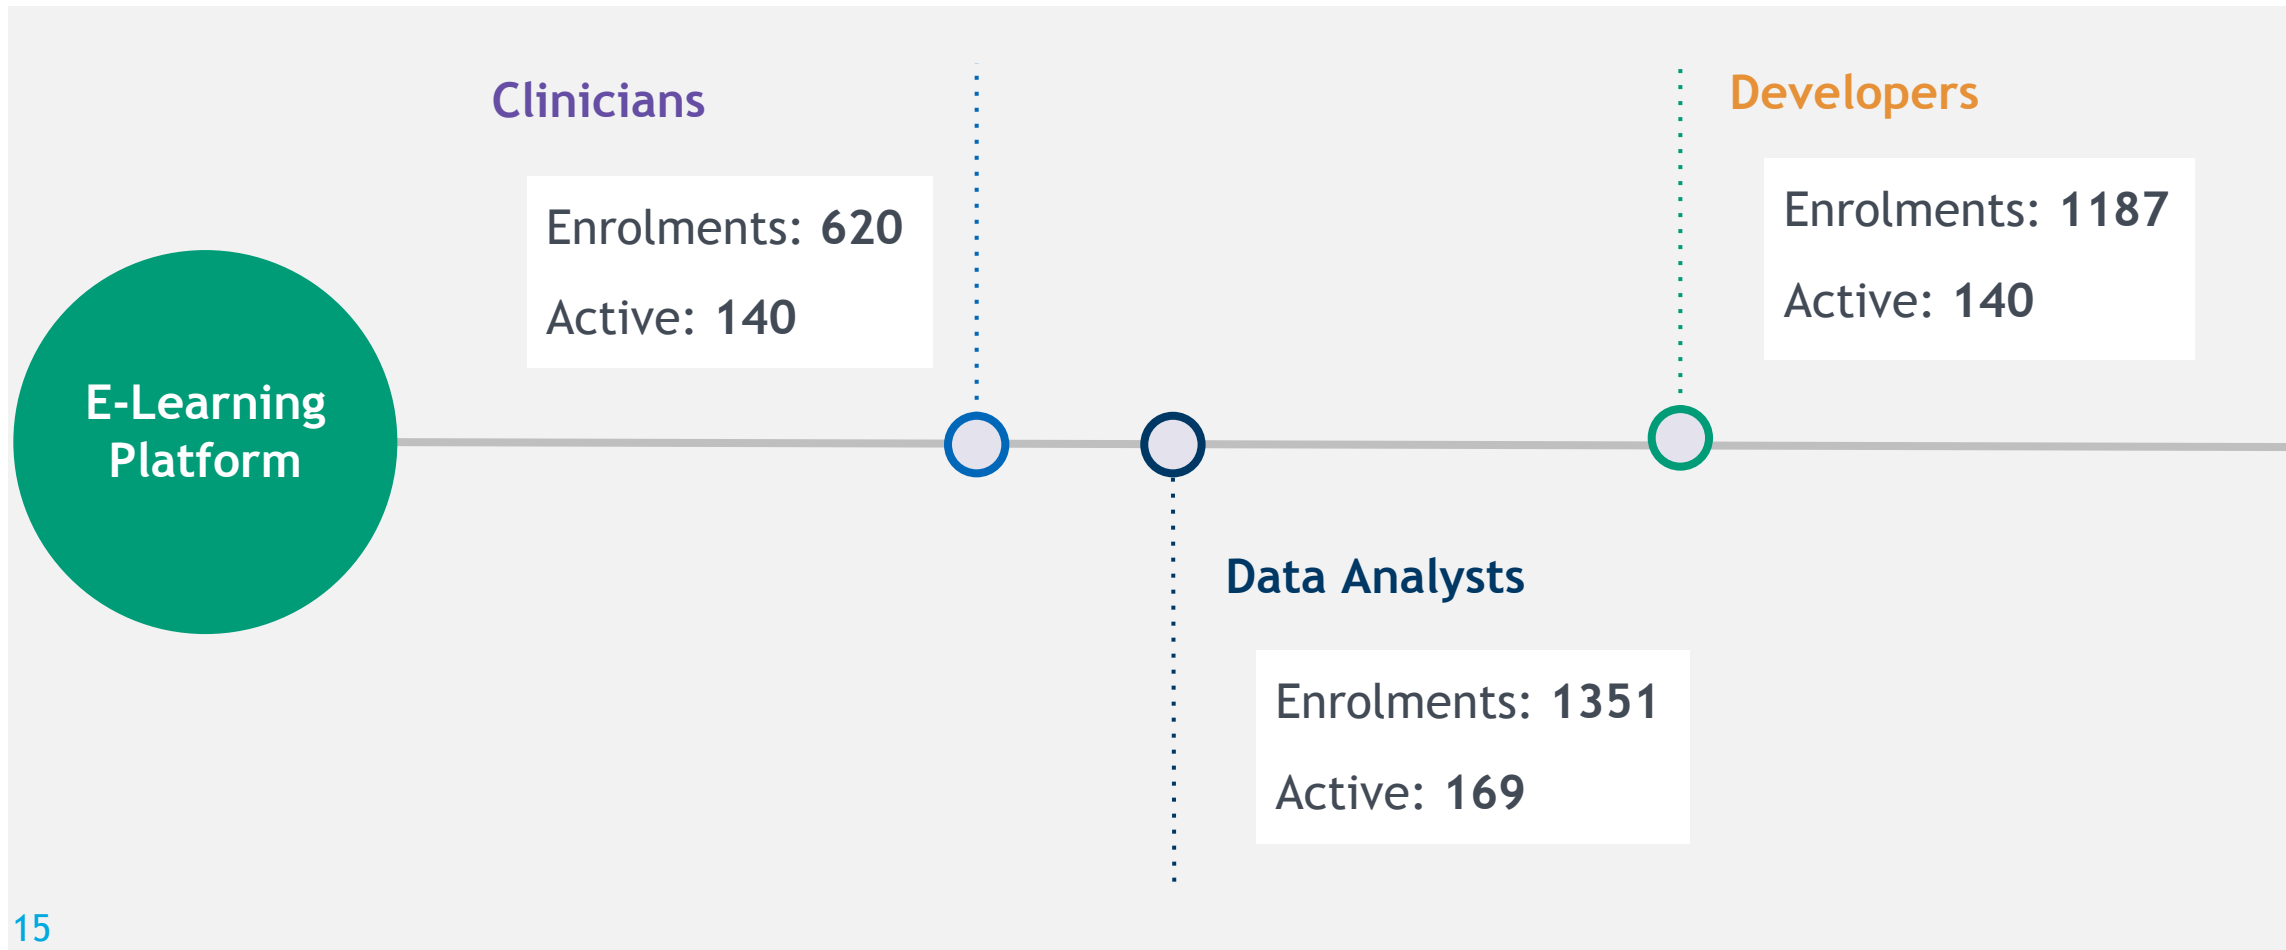 Clinicians
Enrolments: 620
Active: 140
Developers
Enrolments: 1187
Active: 140
E-Learning
Platform
Data Analysts
Enrolments: 1351
Active: 169
15